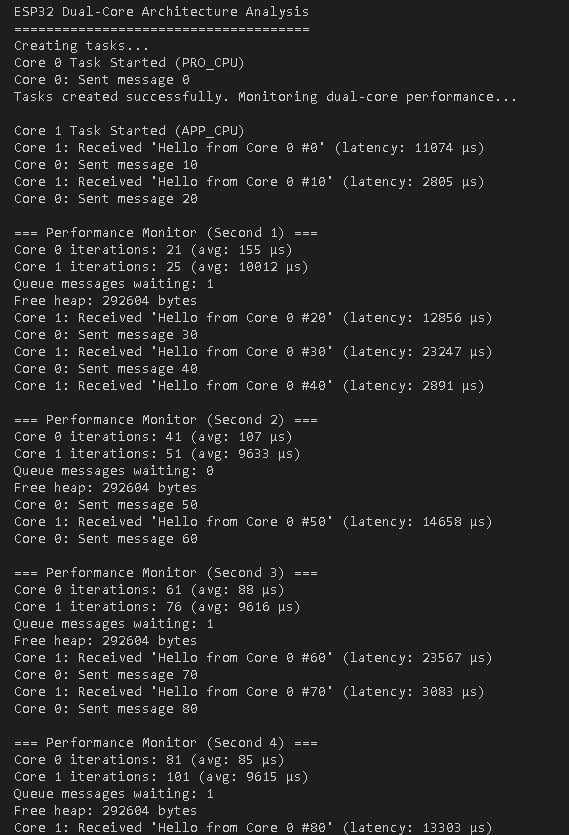 ESP32 Dual-Core Architecture Analysis
=====================================
Creating tasks...
Core 0 Task Started (PRO_CPU)
Core 0: Sent message 0
Tasks created successfully. Monitoring dual-core performance...
Core 1 Task Started (APP_CPU)
Core 1: Received 'Hello from Core 0 #0' (latency: 11074 µs)
Core 0: Sent message 10
Core 1: Received 'Hello from Core 0 #10' (latency: 2805 µs)
Core 0: Sent message 20
=== Performance Monitor (Second 1) ===
Core 0 iterations: 21 (avg: 155 µs)
Core 1 iterations: 25 (avg: 10012 µs)
Queue messages waiting: 1
Free heap: 292604 bytes
Core 1: Received 'Hello from Core 0 #20' (latency: 12856 µs)
Core 0: Sent message 30
Core 1: Received 'Hello from Core 0 #30' (latency: 23247 µs)
Core 0: Sent message 40
Core 1: Received 'Hello from Core 0 #40' (latency: 2891 µs)
=== Performance Monitor (Second 2) ===
Core 0 iterations: 41 (avg: 107 µs)
Core 1 iterations: 51 (avg: 9633 µs)
Queue messages waiting: 0
Free heap: 292604 bytes
Core 0: Sent message 50
Core 1: Received 'Hello from Core 0 #50' (latency: 14658 µs)
Core 0: Sent message 60
=== Performance Monitor (Second 3) ===
Core 0 iterations: 61 (avg: 88 µs)
Core 1 iterations: 76 (avg: 9616 µs)
Queue messages waiting: 1
Free heap: 292604 bytes
Core 1: Received 'Hello from Core 0 #60' (latency: 23567 µs)
Core 0: Sent message 70
Core 1: Received 'Hello from Core 0 #70' (latency: 3083 µs)
Core 0: Sent message 80
=== Performance Monitor (Second 4) ===
Core 0 iterations: 81 (avg: 85 µs)
Core 1 iterations: 101 (avg: 9615 µs)
Queue messages waiting: 1
Free heap: 292604 bytes
Core 1: Received 'Hello from Core 0 #80' (latency: 13303 µs)